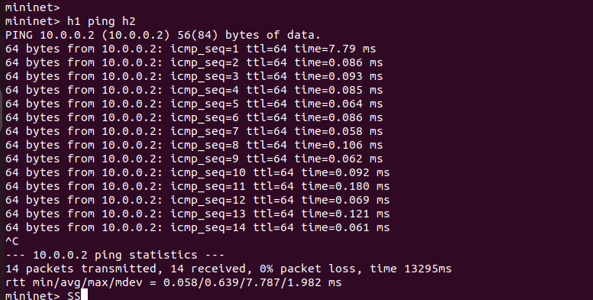 mininet>
mininet> h1 ping h2
PING 10.0.0.2 (10.0.0.2) 56(84) bytes of data.
64 bytes from 10.0.0.2: icmp_seq=1 ttl=64 time=7.79 ms
64 bytes from 10.0.0.2: icmp_seq=2 ttl=64 time=0.086 ms
64 bytes from 10.0.0.2: icmp_seq=3 ttl=64 time=0.093 ms
64 bytes from 10.0.0.2: icmp_seq=4 ttl=64 time=0.085 ms
64 bytes from 10.0.0.2: icmp_seq=5 ttl=64 time=0.064 ms
64 bytes from 10.0.0.2: icmp_seq=6 ttl=64 time=0.086 ms
64 bytes from 10.0.0.2: icmp_seq=7 ttl=64 time=0.058 ms
64 bytes from 10.0.0.2: icmp_seq=8 ttl=64 time=0.106 ms
64 bytes from 10.0.0.2: icmp_seq=9 ttl=64 time=0.062 ms
64 bytes from 10.0.0.2: icmp_seq=10 ttl=64 time=0.092 ms
64 bytes from 10.0.0.2: icmp_seq=11 ttl=64 time=0.180 ms
64 bytes from 10.0.0.2: icmp_seq=12 ttl=64 time=0.069 ms
64 bytes from 10.0.0.2: icmp_seq=13 ttl=64 time=0.121 ms
64 bytes from 10.0.0.2: icmp_seq=14 ttl=64 time=0.061 ms
^C
--- 10.0.0.2 ping statistics ---
14 packets transmitted, 14 received, 0% packet loss, time 13295ms
rtt min/avg/max/mdev = 0.058/0.639/7.787/1.982 ms
mininet> SS